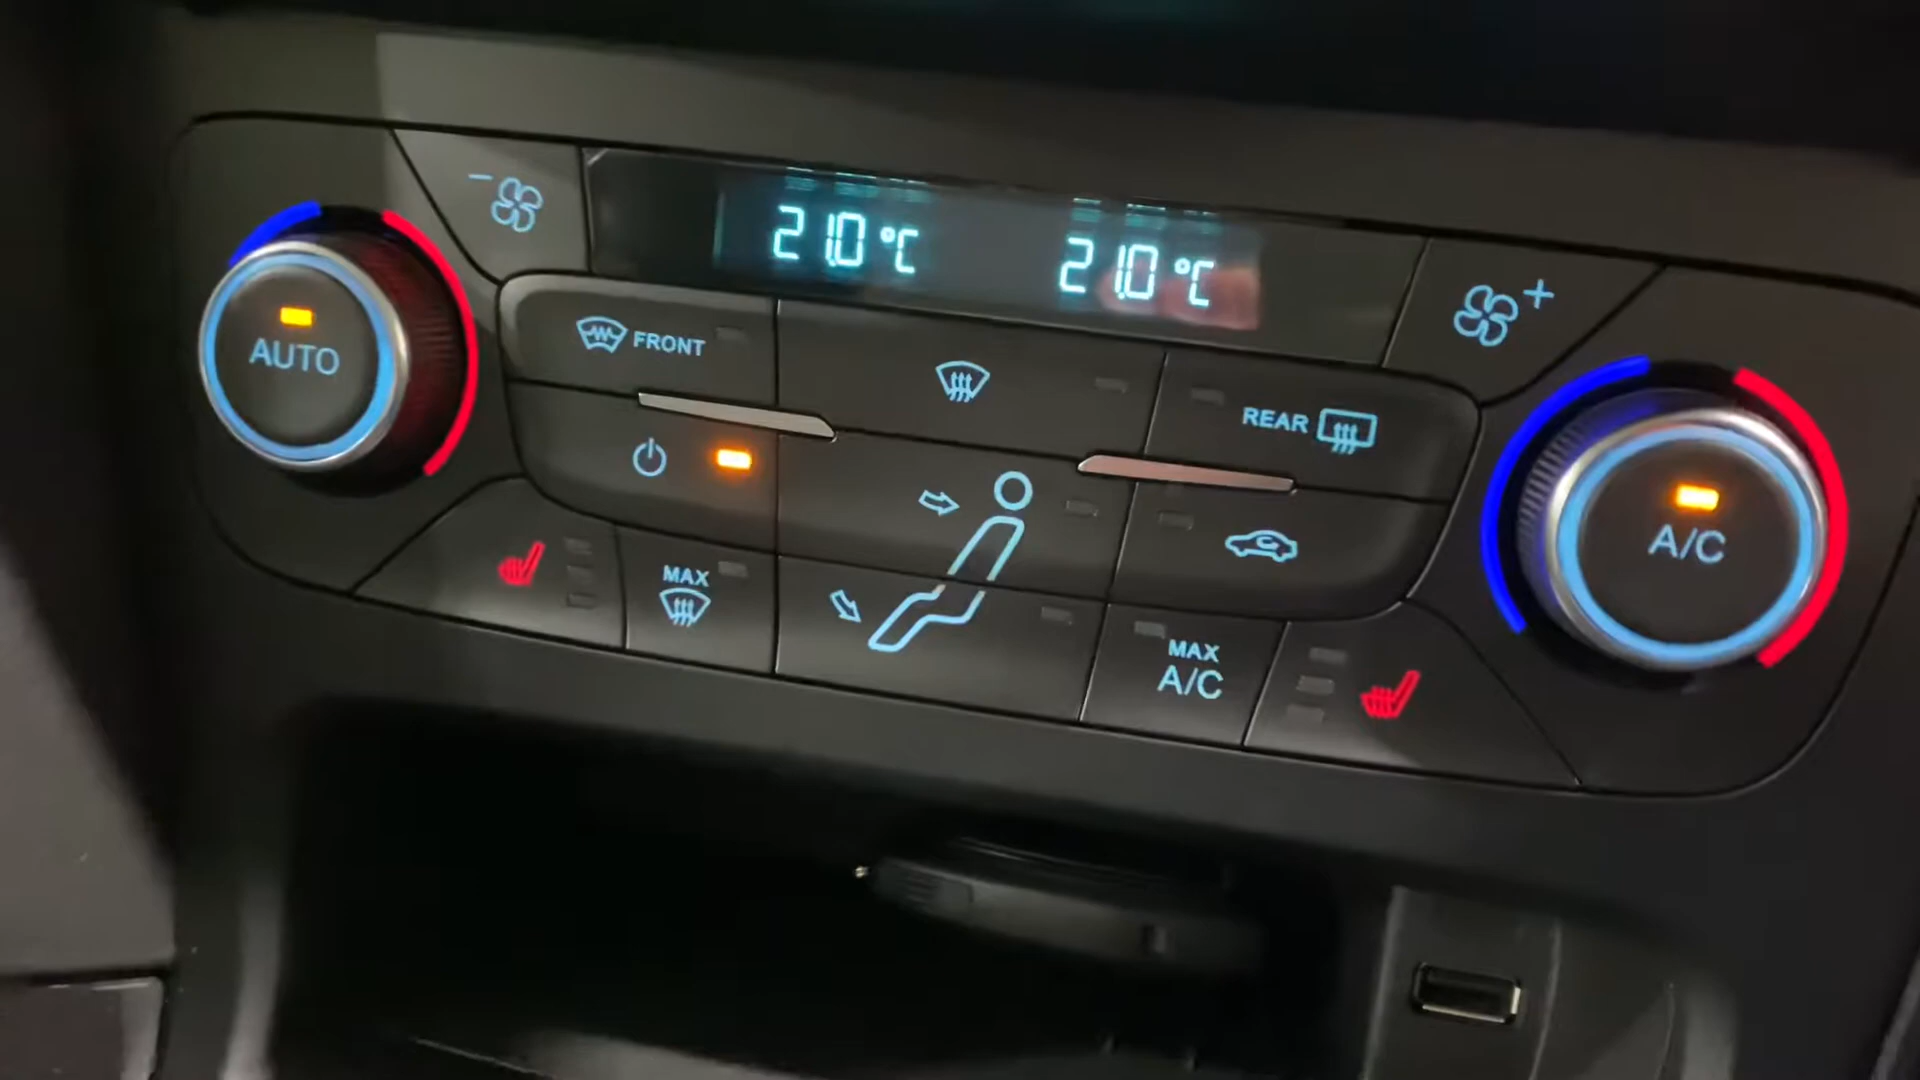 21.0 °C
21.0 °C
AUTO
FRONT
REAR
A/C
MAX
MAX
A/C